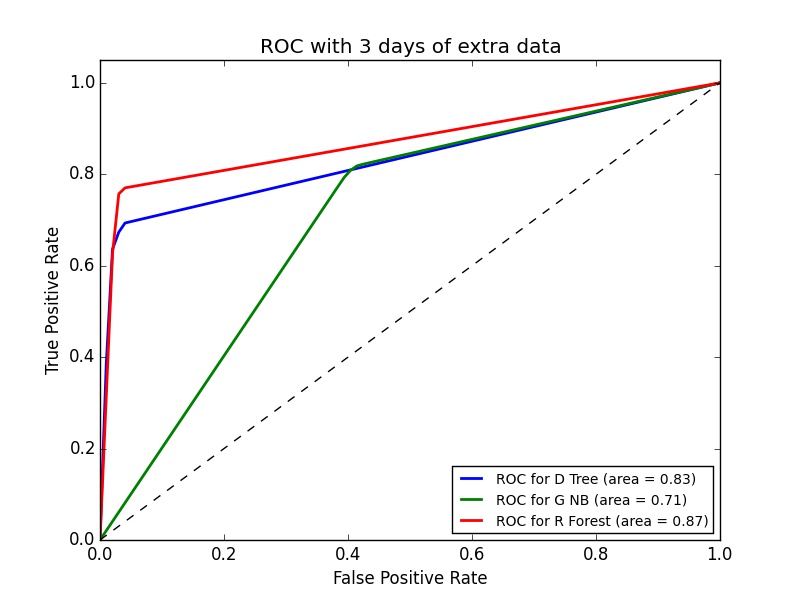 ROC with 3 days of extra data
True Positive Rate
1.0
0.8
0.6
0.4
0.2
0.0
ROC for D Tree (area = 0.83)
ROC for G NB (area = 0.71)
ROC for R Forest (area = 0.87)
0.0 0.2 0.4 0.6 0.8 1.0
False Positive Rate